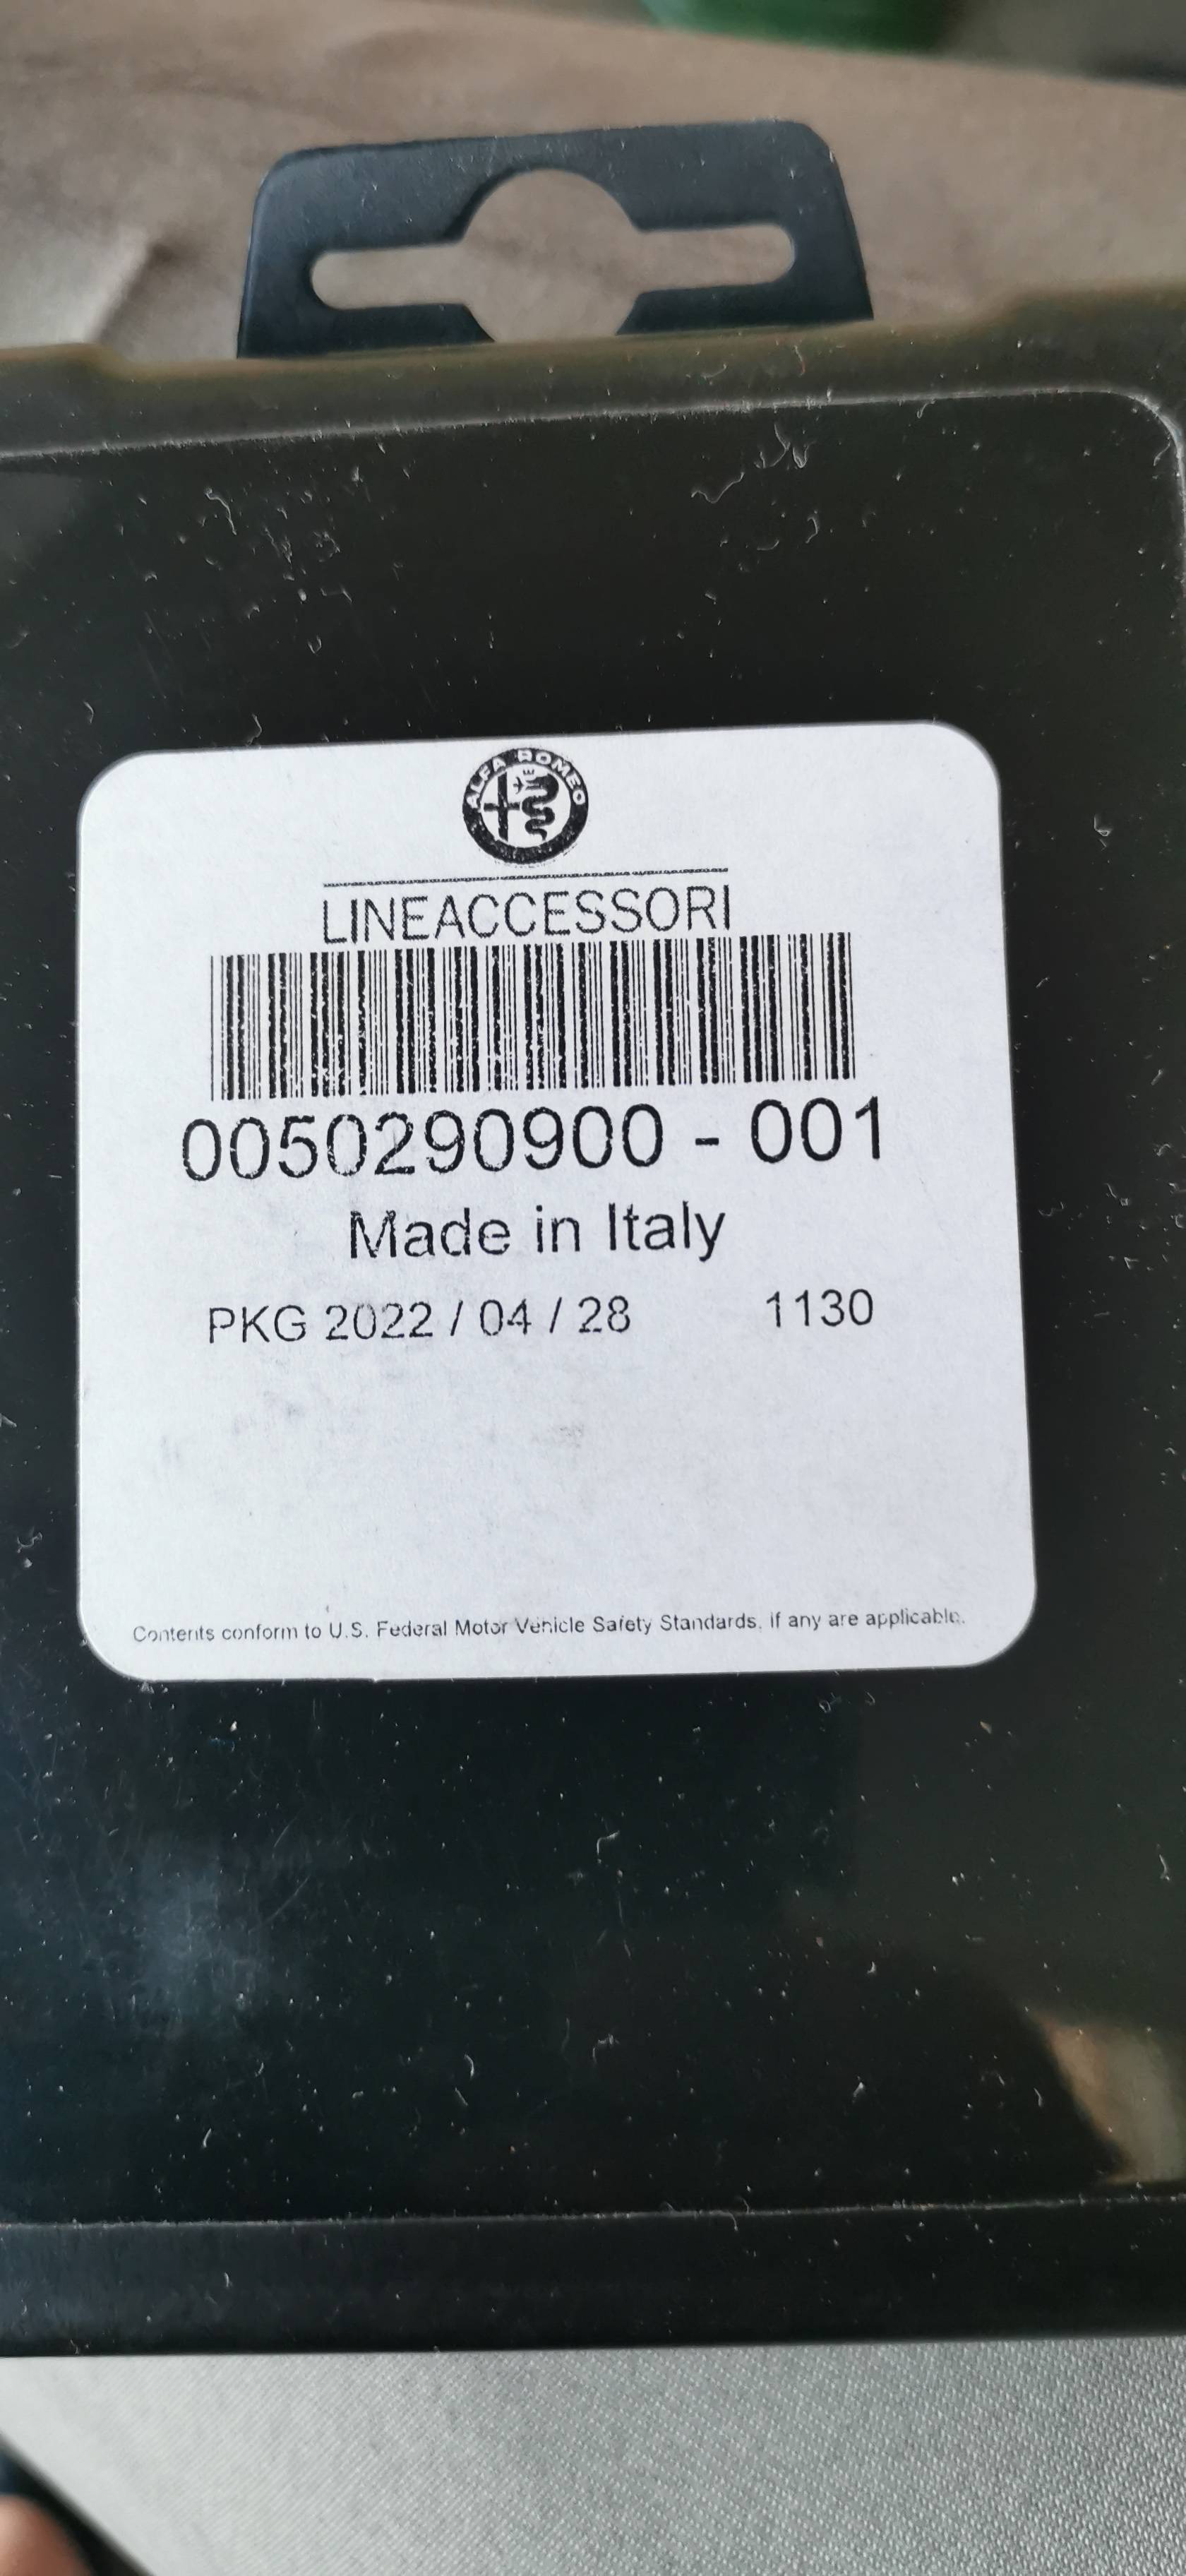 ALFA ROMEO
LINEACCESSORI
0050290900 - 001
Made in Italy
PKG 2022 / 04 / 28 1130
Contents conform to U.S. Federal Motor Vehicle Safety Standards, if any are applicable.